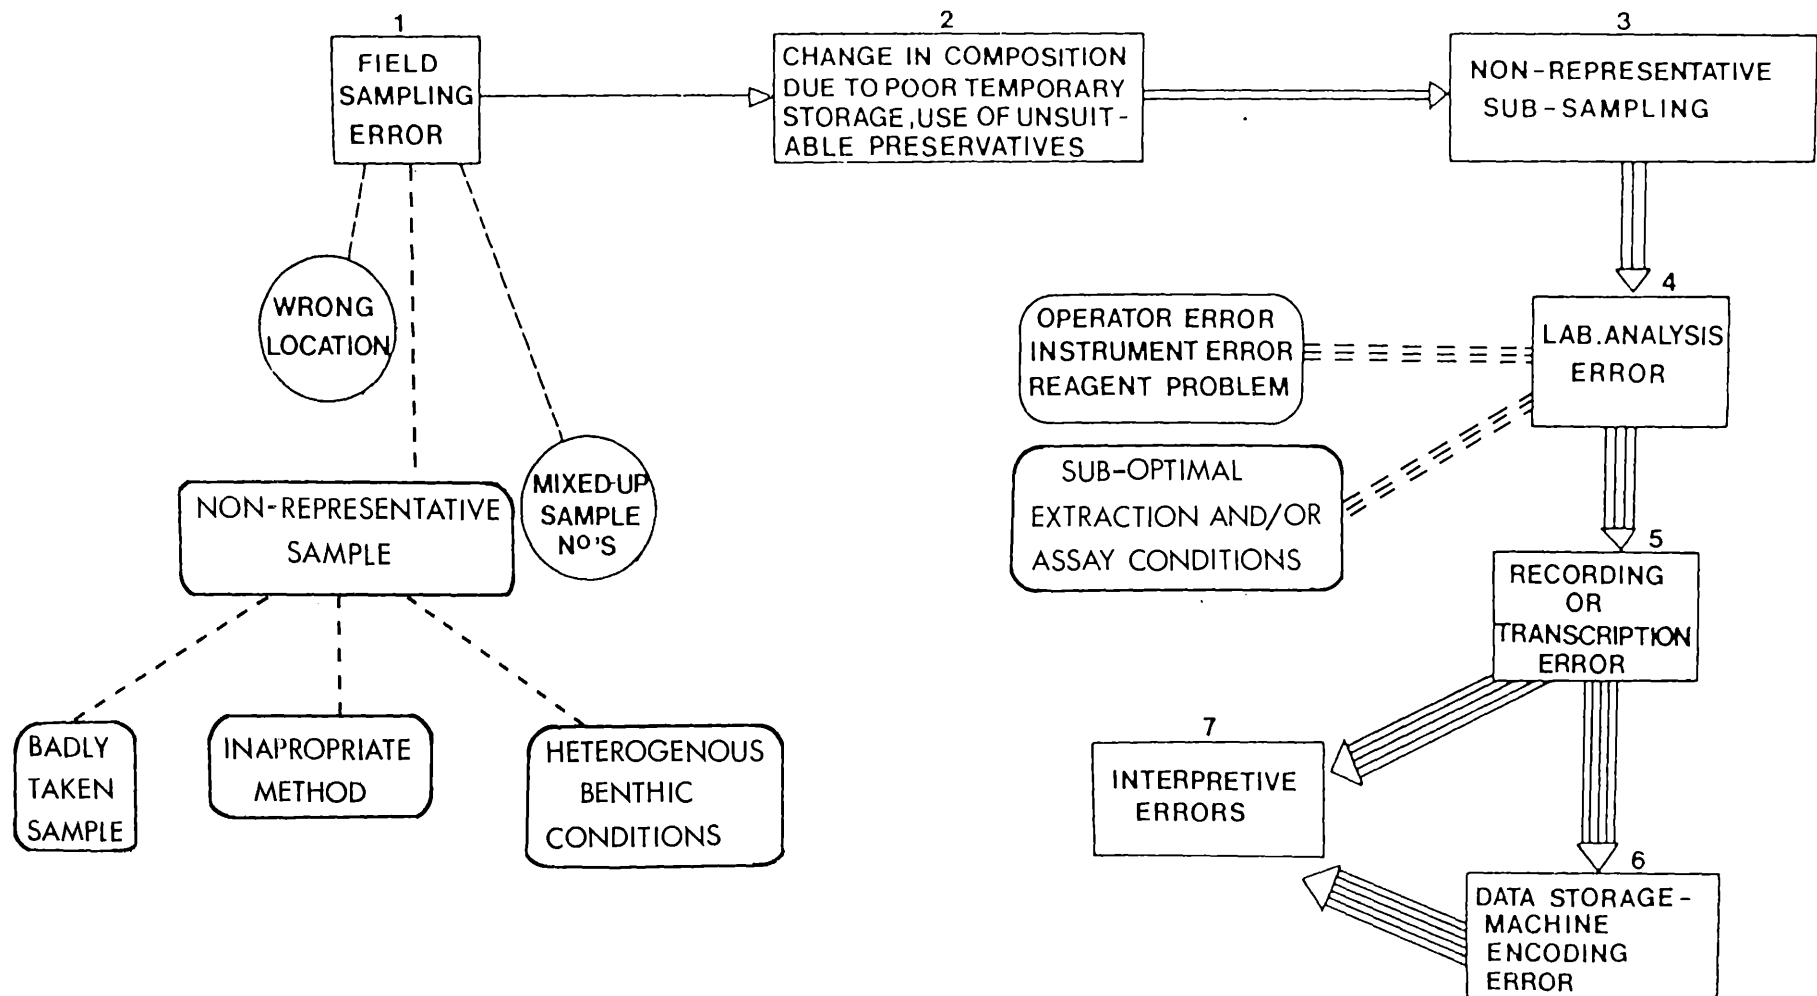 1
FIELD
SAMPLING
ERROR
2
CHANGE IN COMPOSITION
DUE TO POOR TEMPORARY
STORAGE, USE OF UNSUIT-
ABLE PRESERVATIVES
3
NON-REPRESENTATIVE
SUB-SAMPLING
WRONG
LOCATION
MIXED-UP
SAMPLE
Nº'S
NON-REPRESENTATIVE
SAMPLE
BADLY
TAKEN
SAMPLE
INAPROPRIATE
METHOD
HETEROGENOUS
BENTHIC
CONDITIONS
4
LAB. ANALYSIS
ERROR
OPERATOR ERROR
INSTRUMENT ERROR
REAGENT PROBLEM
SUB-OPTIMAL
EXTRACTION AND/OR
ASSAY CONDITIONS
5
RECORDING
OR
TRANSCRIPTION
ERROR
7
INTERPRETIVE
ERRORS
6
DATA STORAGE-
MACHINE
ENCODING
ERROR